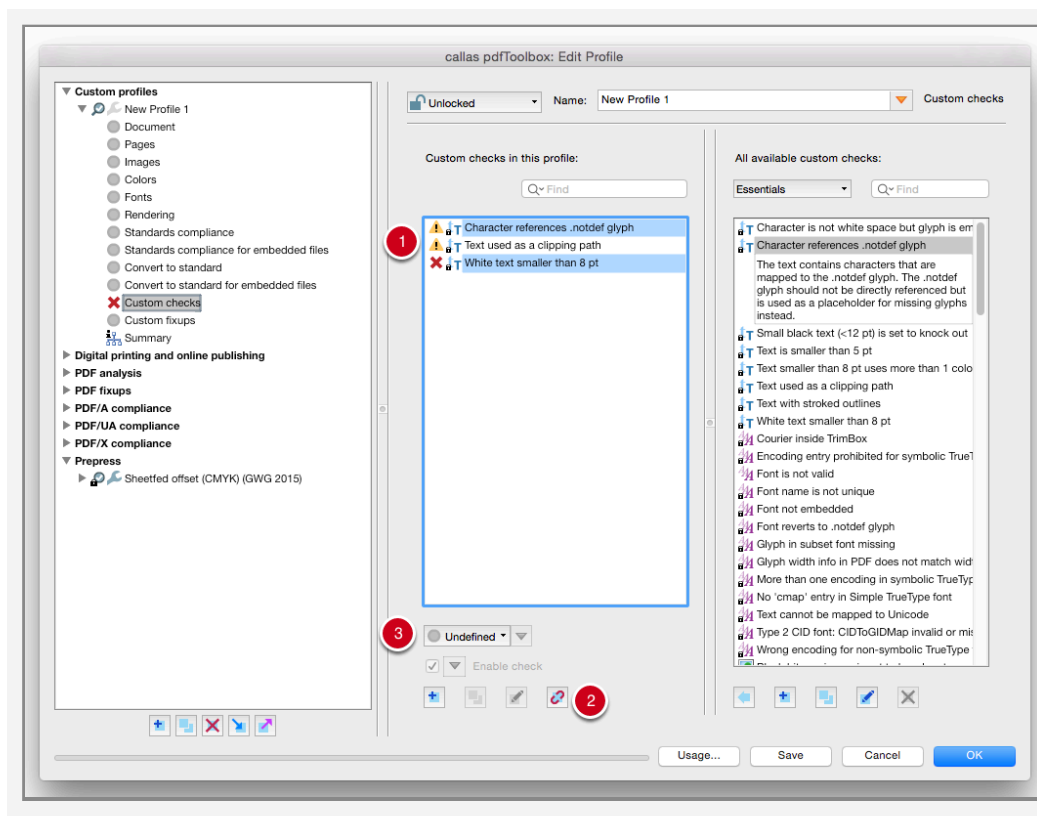 callas pdfToolbox: Edit Profile
Custom profiles
New Profile 1
Document
Pages
Images
Colors
Fonts
Rendering
Standards compliance
Standards compliance for embedded files
Convert to standard
Convert to standard for embedded files
Custom checks
Custom fixups
Summary
Digital printing and online publishing
PDF analysis
PDF fixups
PDF/A compliance
PDF/UA compliance
PDF/X compliance
Prepress
Sheetfed offset (CMYK) (GWG 2015)
Unlocked
Name:
New Profile 1
Custom checks
Custom checks in this profile:
Find
1
Character references .notdef glyph
Text used as a clipping path
White text smaller than 8 pt
3
Undefined
Enable check
2
All available custom checks:
Essentials
Find
Character is not white space but glyph is em
Character references .notdef glyph
The text contains characters that are
mapped to the .notdef glyph. The .notdef
glyph should not be directly referenced but
is used as a placeholder for missing glyphs
instead.
Small black text (<12 pt) is set to knock out
Text is smaller than 5 pt
Text smaller than 8 pt uses more than 1 colo
Text used as a clipping path
Text with stroked outlines
White text smaller than 8 pt
Courier inside TrimBox
Encoding entry prohibited for symbolic TrueT
Font is not valid
Font name is not unique
Font not embedded
Font reverts to .notdef glyph
Glyph in subset font missing
Glyph width info in PDF does not match widt
More than one encoding in symbolic TrueTyp
No 'cmap' entry in Simple TrueType font
Text cannot be mapped to Unicode
Type 2 CID font: CIDToGIDMap invalid or mis
Wrong encoding for non-symbolic TrueType
Usage...
Save
Cancel
OK